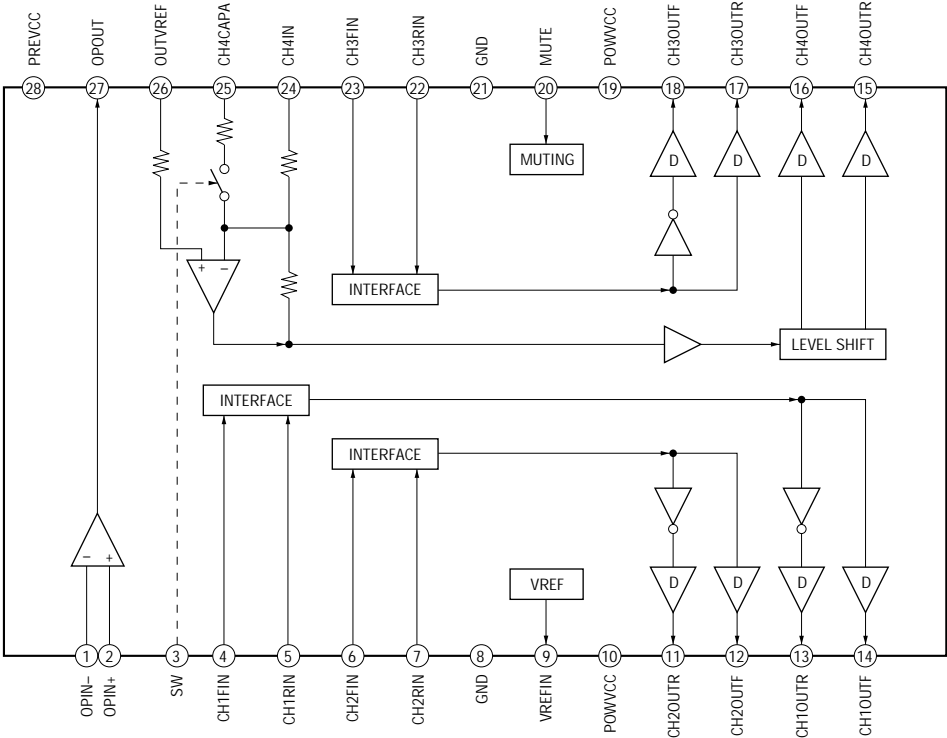 PREVCC
OPOUT
OUTVREF
CH4CAPA
CH4IN
CH3FIN
CH3RIN
GND
MUTE
POWVCC
CH3OUTF
CH3OUTR
CH4OUTF
CH4OUTR
28
27
26
25
24
23
22
21
20
19
18
17
16
15
MUTING
D
D
D
D
+
−
INTERFACE
LEVEL SHIFT
INTERFACE
INTERFACE
−
+
VREF
D
D
D
D
1
2
3
4
5
6
7
8
9
10
11
12
13
14
OPIN−
OPIN+
SW
CH1FIN
CH1RIN
CH2FIN
CH2RIN
GND
VREFIN
POWVCC
CH2OUTR
CH2OUTF
CH1OUTR
CH1OUTF